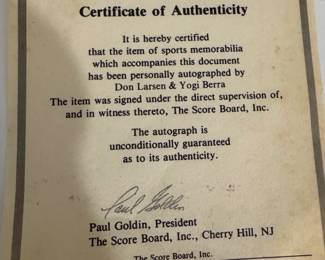 Certificate of Authenticity
It is hereby certified
that the item of sports memorabilia
which accompanies this document
has been personally autographed by
Don Larsen & Yogi Berra
The item was signed under the direct supervision of,
and in witness thereto, The Score Board, Inc.
The autograph is
unconditionally guaranteed
as to its authenticity.
Paul Goldin
Paul Goldin, President
The Score Board, Inc., Cherry Hill, NJ
The Score Board, Inc.